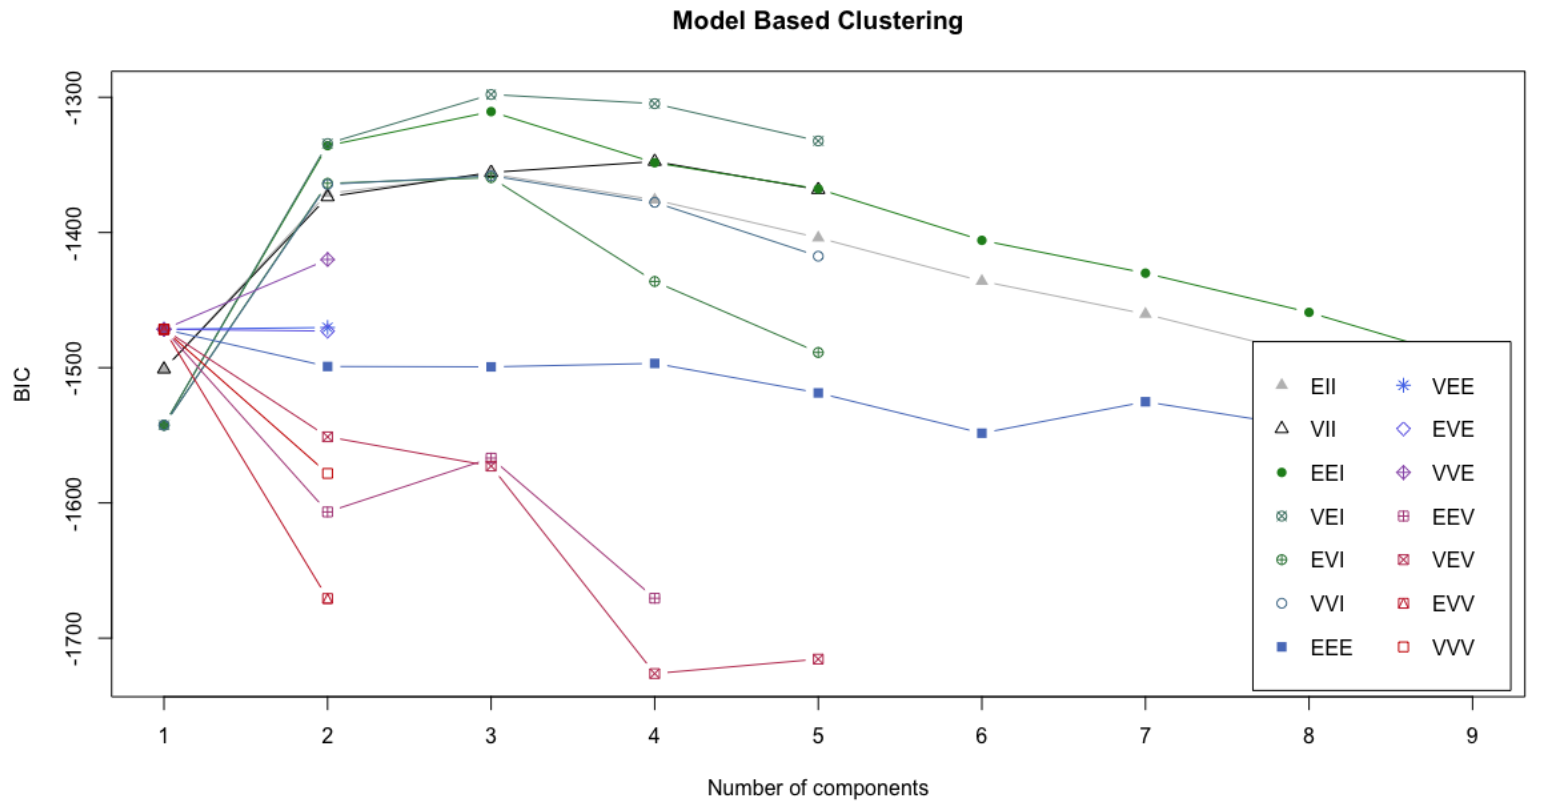 Model Based Clustering
BIC
-1300
-1400
-1500
-1600
-1700
EII VEE
VII EVE
EEI VVE
VEI EEV
EVI VEV
VVI EVV
EEE VVV
1 2 3 4 5 6 7 8 9
Number of components